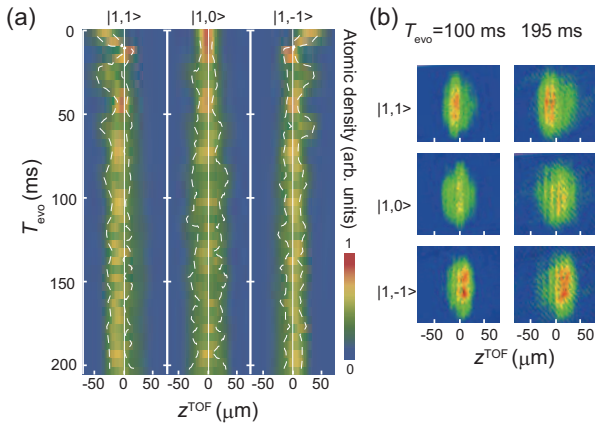 (a)
|1,1> |1,0> |1,-1>
0
50
100
150
200
T_evo (ms)
-50 0 50 -50 0 50 -50 0 50
z^TOF (μm)
Atomic density (arb. units)
1
0
(b)
T_evo=100 ms 195 ms
|1,1>
|1,0>
|1,-1>
-50 0 50 -50 0 50
z^TOF (μm)